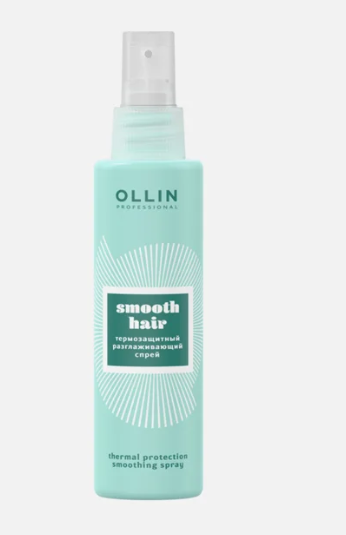 OLLIN
PROFESSIONAL
smooth
hair
термозащитный
разглаживающий
спрей
thermal protection
smoothing spray